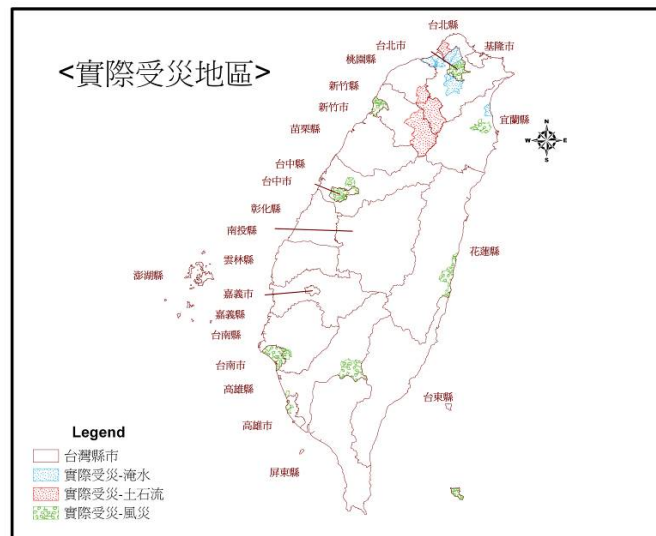 <實際受災地區>
台北縣
台北市
基隆市
桃園縣
新竹縣
新竹市
宜蘭縣
苗栗縣
N
W
E
S
台中縣
台中市
彰化縣
南投縣
雲林縣
花蓮縣
澎湖縣
嘉義市
嘉義縣
台南縣
台南市
高雄縣
台東縣
高雄市
屏東縣
Legend
台灣縣市
實際受災-淹水
實際受災-土石流
實際受災-風災